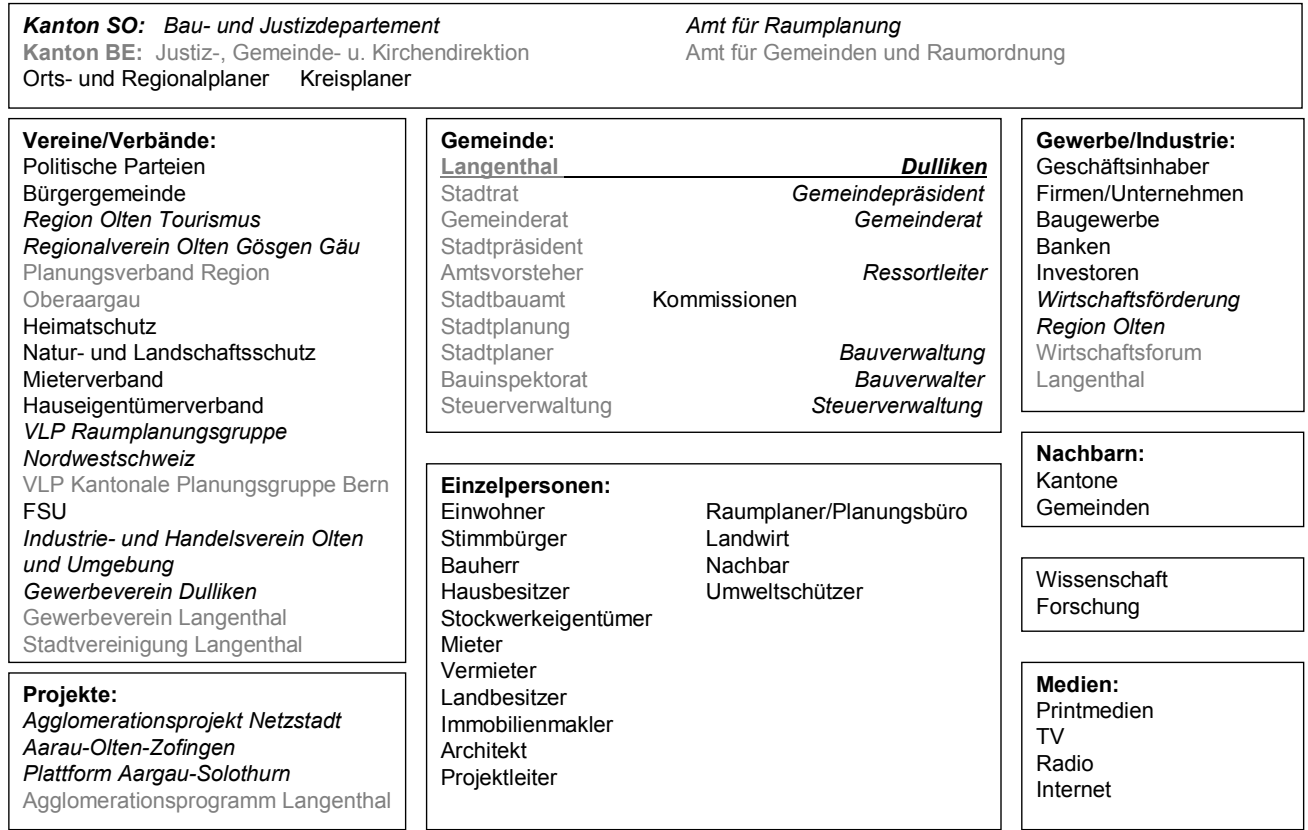 Kanton SO: Bau- und Justizdepartement Amt für Raumplanung
Kanton BE: Justiz-, Gemeinde- u. Kirchendirektion Amt für Gemeinden und Raumordnung
Orts- und Regionalplaner Kreisplaner
Vereine/Verbände:
Politische Parteien
Bürgergemeinde
Region Olten Tourismus
Regionalverein Olten Gösgen Gäu
Planungsverband Region
Oberaargau
Heimatschutz
Natur- und Landschaftsschutz
Mieterverband
Hauseigentümerverband
VLP Raumplanungsgruppe
Nordwestschweiz
VLP Kantonale Planungsgruppe Bern
FSU
Industrie- und Handelsverein Olten
und Umgebung
Gewerbeverein Dulliken
Gewerbeverein Langenthal
Stadtvereinigung Langenthal
Projekte:
Agglomerationsprojekt Netzstadt
Aarau-Olten-Zofingen
Plattform Aargau-Solothurn
Agglomerationsprogramm Langenthal
Gemeinde:
Langenthal Dulliken
Stadtrat Gemeindepräsident
Gemeinderat Gemeinderat
Stadtpräsident
Amtsvorsteher Ressortleiter
Stadtbauamt Kommissionen
Stadtplanung
Stadtplaner Bauverwaltung
Bauinspektorat Bauverwalter
Steuerverwaltung Steuerverwaltung
Einzelpersonen:
Einwohner Raumplaner/Planungsbüro
Stimmbürger Landwirt
Bauherr Nachbar
Hausbesitzer Umweltschützer
Stockwerkeigentümer
Mieter
Vermieter
Landbesitzer
Immobilienmakler
Architekt
Projektleiter
Gewerbe/Industrie:
Geschäftsinhaber
Firmen/Unternehmen
Baugewerbe
Banken
Investoren
Wirtschaftsförderung
Region Olten
Wirtschaftsforum
Langenthal
Nachbarn:
Kantone
Gemeinden
Wissenschaft
Forschung
Medien:
Printmedien
TV
Radio
Internet